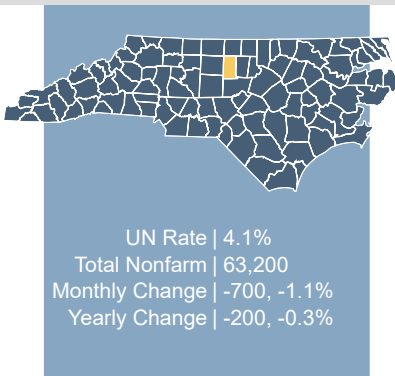 UN Rate | 4.1%
Total Nonfarm | 63,200
Monthly Change | -700, -1.1%
Yearly Change | -200, -0.3%